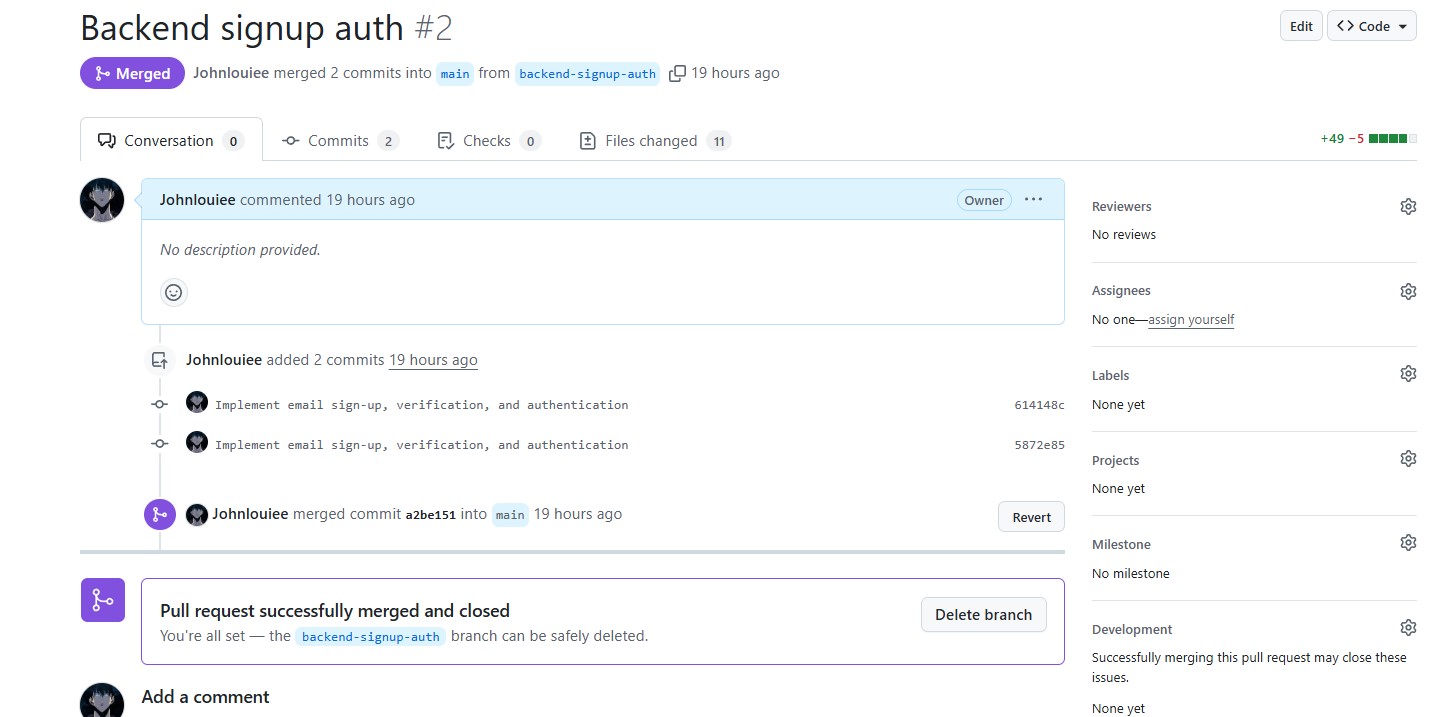 Backend signup auth #2
Edit
Code
Merged
Johnlouiee merged 2 commits into main from backend-signup-auth 19 hours ago
Conversation 0
Commits 2
Checks 0
Files changed 11
+49 −5
Johnlouiee commented 19 hours ago
Owner
No description provided.
Johnlouiee added 2 commits 19 hours ago
Implement email sign-up, verification, and authentication 614148c
Implement email sign-up, verification, and authentication 5872e85
Johnlouiee merged commit a2be151 into main 19 hours ago
Revert
Pull request successfully merged and closed
You're all set — the backend-signup-auth branch can be safely deleted.
Delete branch
Add a comment
Reviewers
No reviews
Assignees
No one—assign yourself
Labels
None yet
Projects
None yet
Milestone
No milestone
Development
Successfully merging this pull request may close these
issues.
None yet